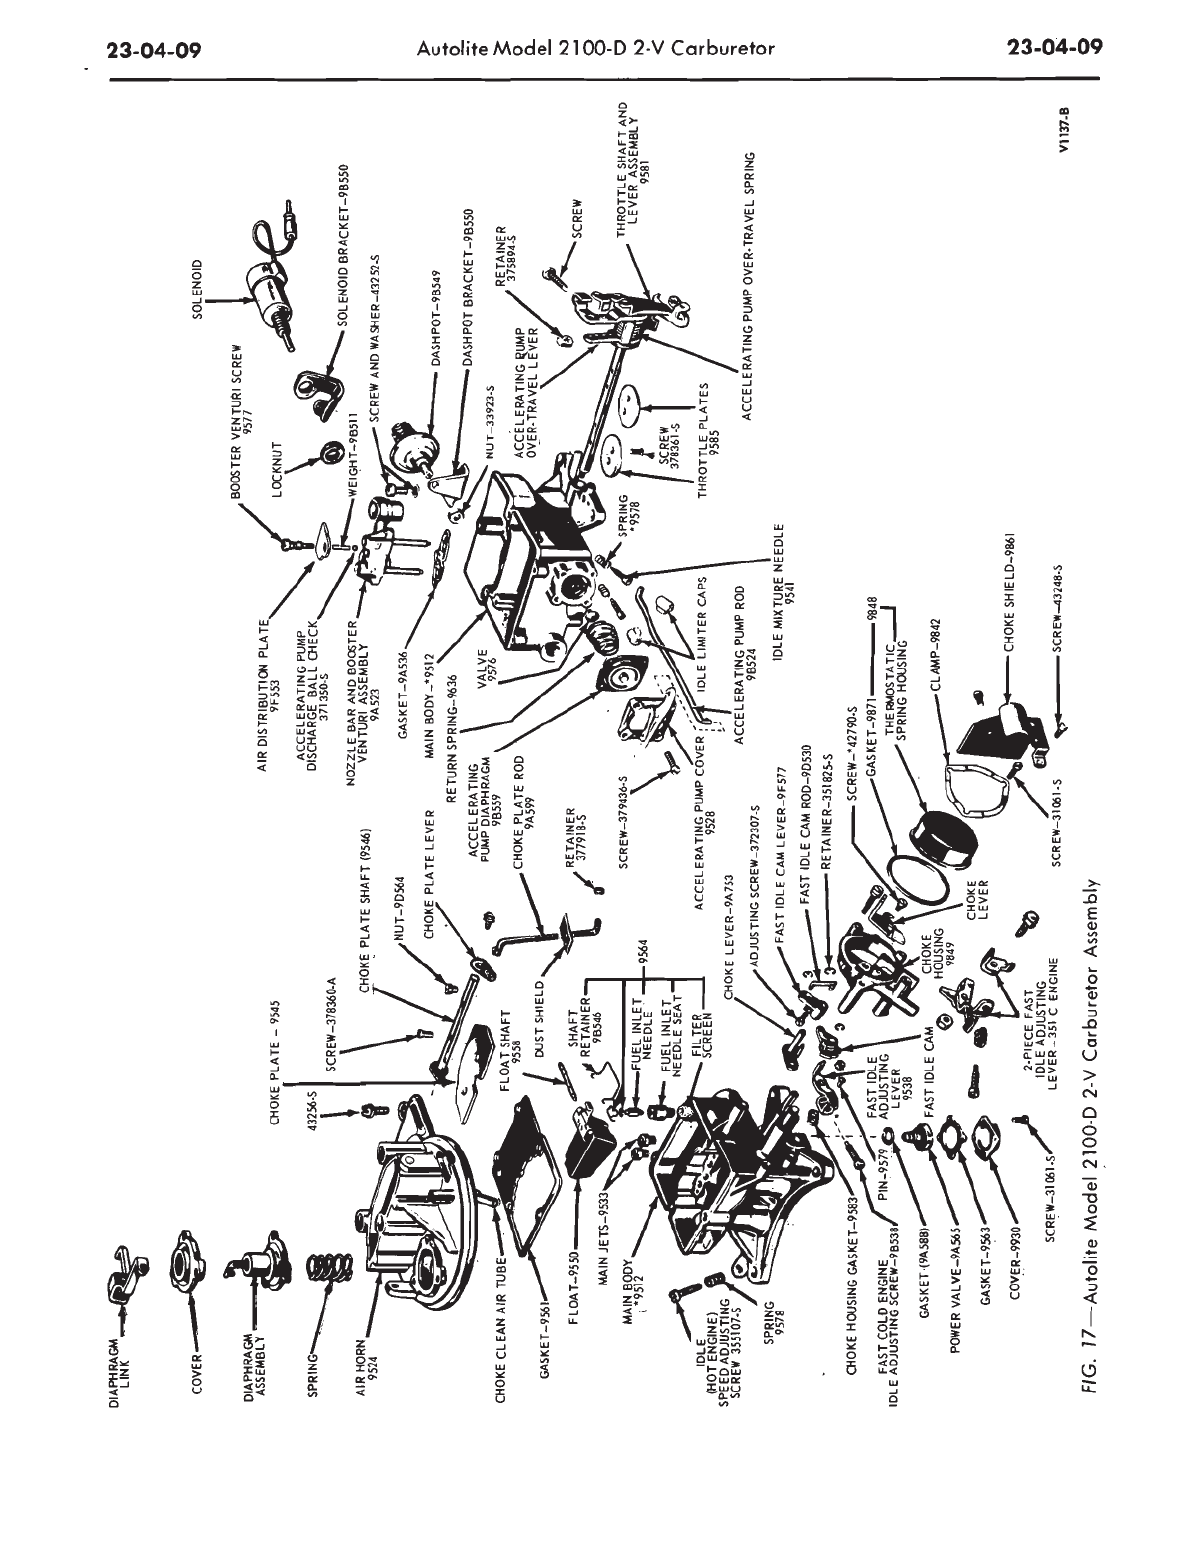 23-04-09
Autolite Model 2100-D 2-V Carburetor
23-04-09
DIAPHRAGM
LINK
COVER
DIAPHRAGM
ASSEMBLY
SPRING
AIR HORN
9524
CHOKE CLEAN AIR TUBE
GASKET-9561
FLOAT-9550
MAIN JETS-9533
MAIN BODY
*9512
IDLE
(HOT ENGINE)
SPEED ADJUSTING
SCREW 355107-S
SPRING
9578
CHOKE HOUSING GASKET-9583
FAST COLD ENGINE
IDLE ADJUSTING SCREW-9B538
PIN-9579
GASKET-(9A588)
POWER VALVE-9A565
GASKET-9563
COVER-9930
SCREW-31061-S
CHOKE PLATE - 9545
43256-S
SCREW-378360-A
CHOKE PLATE SHAFT (9546)
NUT-9D564
CHOKE PLATE LEVER
FLOAT SHAFT
9558
DUST SHIELD
SHAFT
RETAINER
9B546
9564
FUEL INLET
NEEDLE
FUEL INLET
NEEDLE SEAT
FILTER
SCREEN
ACCELERATING
PUMP DIAPHRAGM
9B559
CHOKE PLATE ROD
9A599
RETAINER
377918-S
SCREW-379436-S
ACCELERATING PUMP COVER
9528
CHOKE LEVER-9A753
ADJUSTING SCREW-372307-S
FAST IDLE CAM LEVER-9F577
FAST IDLE CAM ROD-9D530
RETAINER-351825-S
SCREW-*42790-S
GASKET-9871
9848
THERMOSTATIC
SPRING HOUSING
CLAMP-9842
CHOKE SHIELD-9B61
SCREW-43248-S
SCREW-31061-S
CHOKE
LEVER
CHOKE
HOUSING
9849
FAST IDLE
ADJUSTING
LEVER
9538
FAST IDLE CAM
2-PIECE FAST
IDLE ADJUSTING
LEVER-351 C ENGINE
SOLENOID
BOOSTER VENTURI SCREW
9577
LOCKNUT
SOLENOID BRACKET-9B550
WEIGHT-9B511
SCREW AND WASHER-43252-S
DASHPOT-9B549
DASHPOT BRACKET-9B550
NUT-33923-S
AIR DISTRIBUTION PLATE
9F553
ACCELERATING PUMP
DISCHARGE BALL CHECK
371350-S
NOZZLE BAR AND BOOSTER
VENTURI ASSEMBLY
9A523
GASKET-9A536
MAIN BODY-*9512
RETURN SPRING-9636
VALVE
9576
RETAINER
375894-S
ACCELERATING PUMP
OVER-TRAVEL LEVER
SCREW
THROTTLE SHAFT AND
LEVER ASSEMBLY
9581
ACCELERATING PUMP OVER-TRAVEL SPRING
SCREW
378361-S
THROTTLE PLATES
9585
SPRING
*9578
IDLE MIXTURE NEEDLE
9541
IDLE LIMITER CAPS
ACCELERATING PUMP ROD
9B524
V1137-B
FIG. 17—Autolite Model 2100-D 2-V Carburetor Assembly